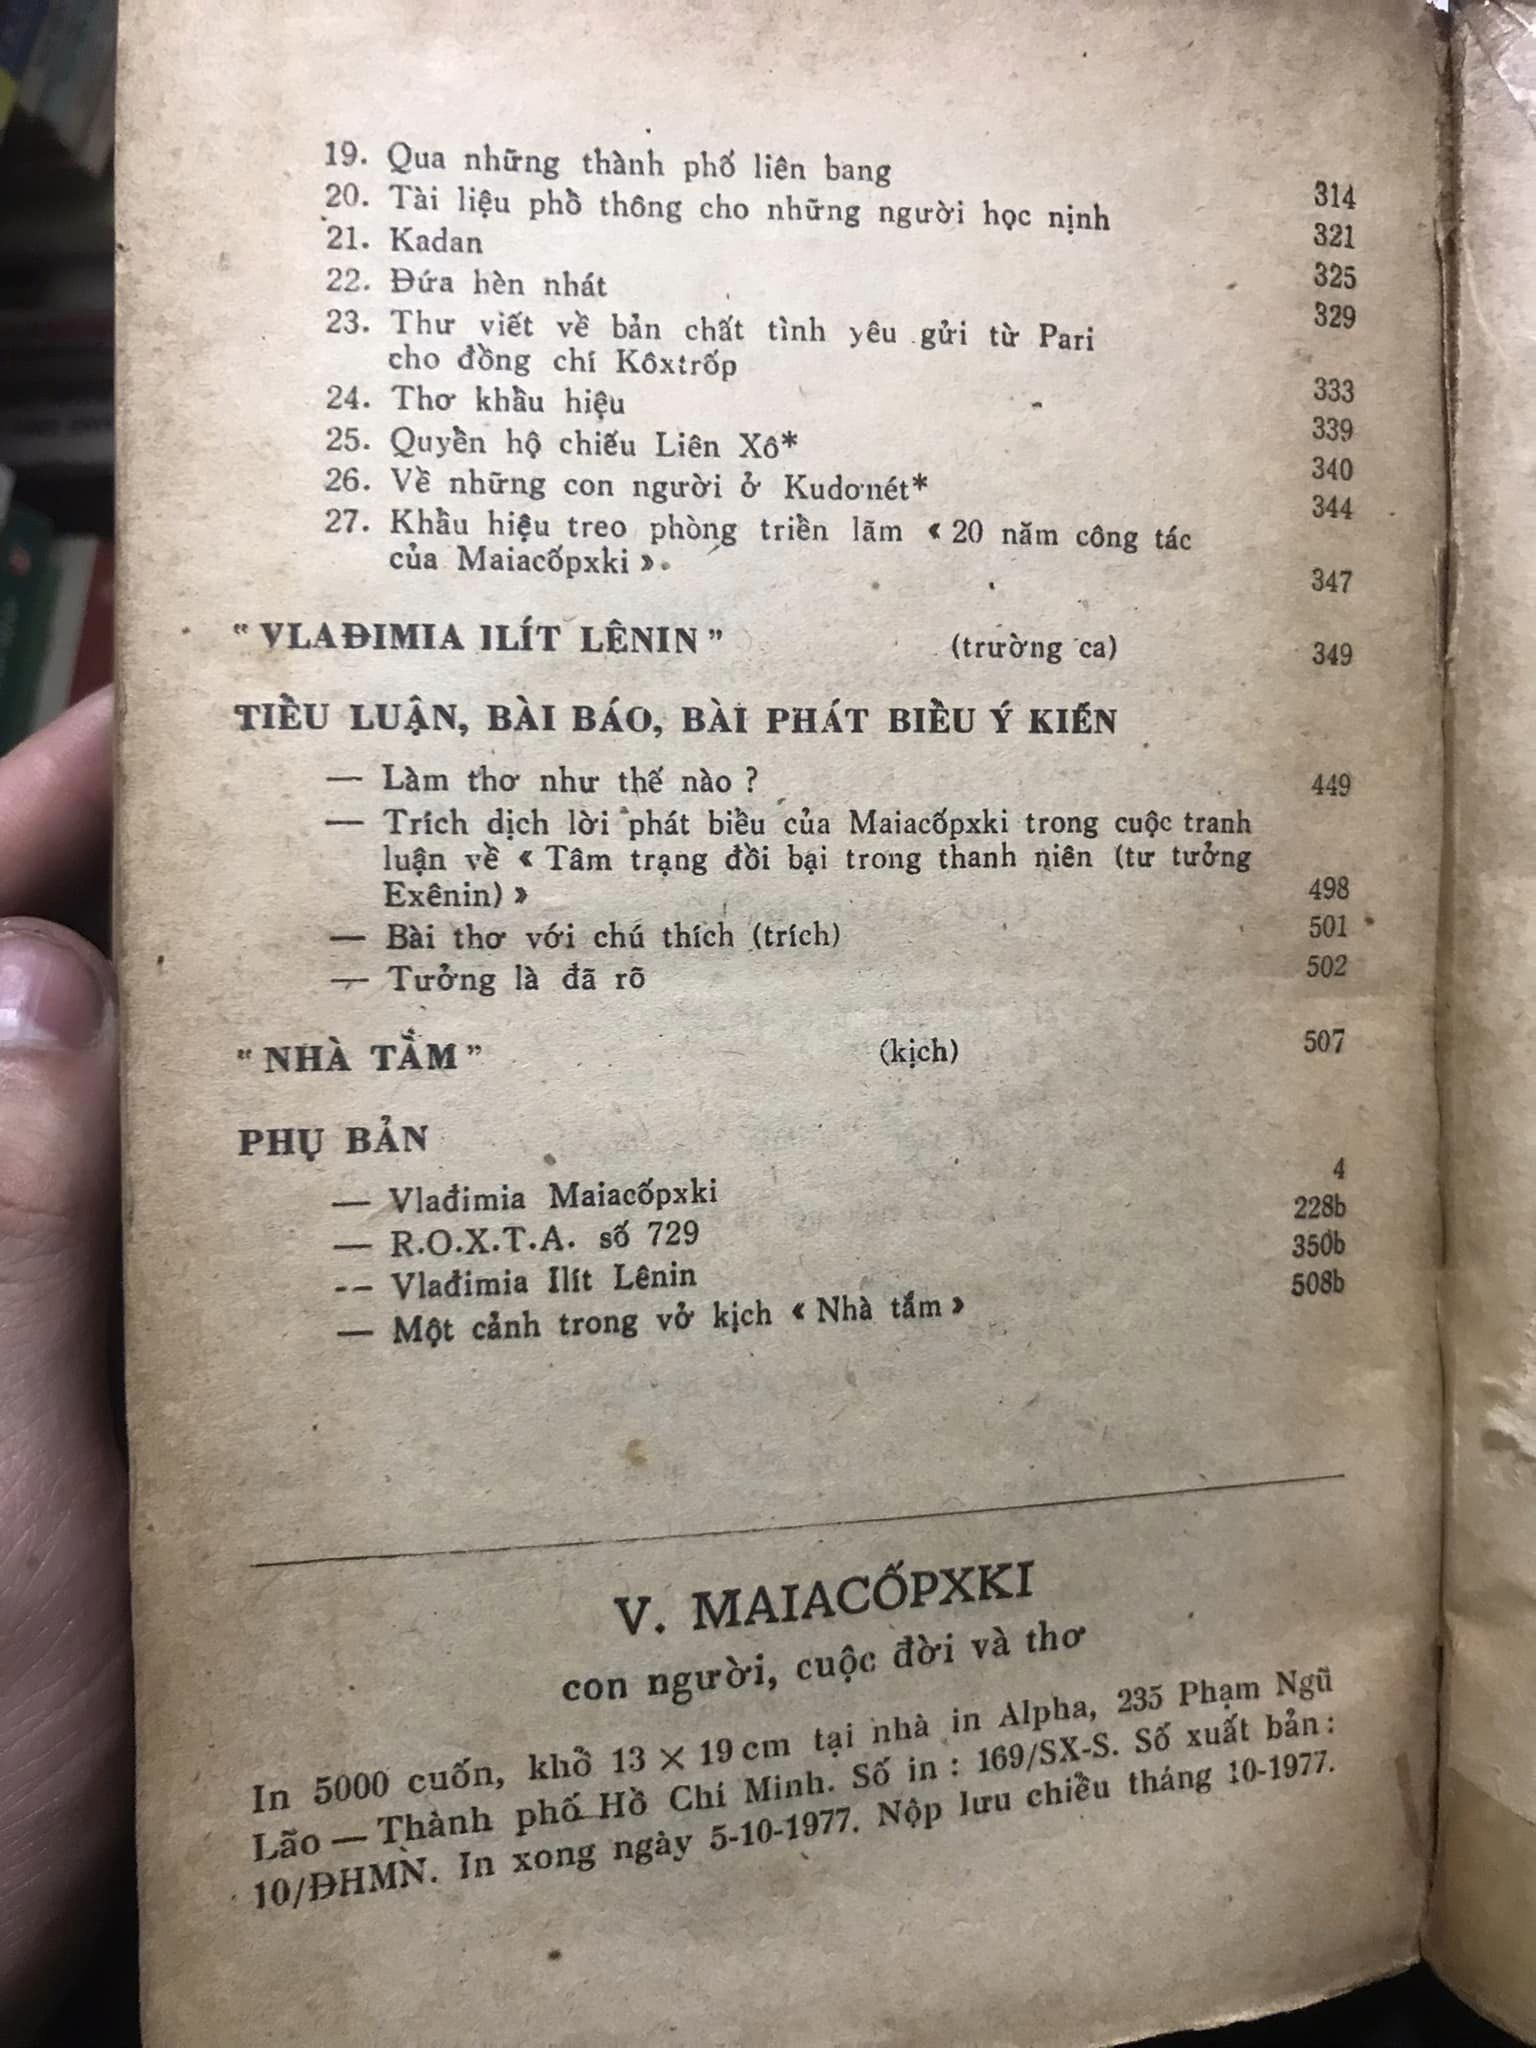 19. Qua những thành phố liên bang 314
20. Tài liệu phổ thông cho những người học nịnh 321
21. Kadan 325
22. Đứa hèn nhát 329
23. Thư viết về bản chất tình yêu gửi từ Pari
cho đồng chí Kôxtrốp 333
24. Thơ khẩu hiệu 339
25. Quyền hộ chiếu Liên Xô* 340
26. Về những con người ở Kudơnét* 344
27. Khẩu hiệu treo phòng triển lãm « 20 năm công tác
của Maiacốpxki ». 347
“VLAĐIMIA ILÍT LÊNIN” (trường ca) 349
TIỂU LUẬN, BÀI BÁO, BÀI PHÁT BIỂU Ý KIẾN
— Làm thơ như thế nào ? 449
— Trích dịch lời phát biểu của Maiacốpxki trong cuộc tranh
luận về « Tâm trạng đồi bại trong thanh niên (tư tưởng
Exênin) » 498
— Bài thơ với chú thích (trích) 501
— Tưởng là đã rõ 502
“NHÀ TẮM” (kịch) 507
PHỤ BẢN
— Vlađimia Maiacốpxki 4
— R.O.X.T.A. số 729 228b
-- Vlađimia Ilít Lênin 350b
— Một cảnh trong vở kịch « Nhà tắm » 508b
V. MAIACỐPXKI
con người, cuộc đời và thơ
In 5000 cuốn, khổ 13 × 19 cm tại nhà in Alpha, 235 Phạm Ngũ
Lão — Thành phố Hồ Chí Minh. Số in : 169/SX-S. Số xuất bản :
10/ĐHMN. In xong ngày 5-10-1977. Nộp lưu chiểu tháng 10-1977.